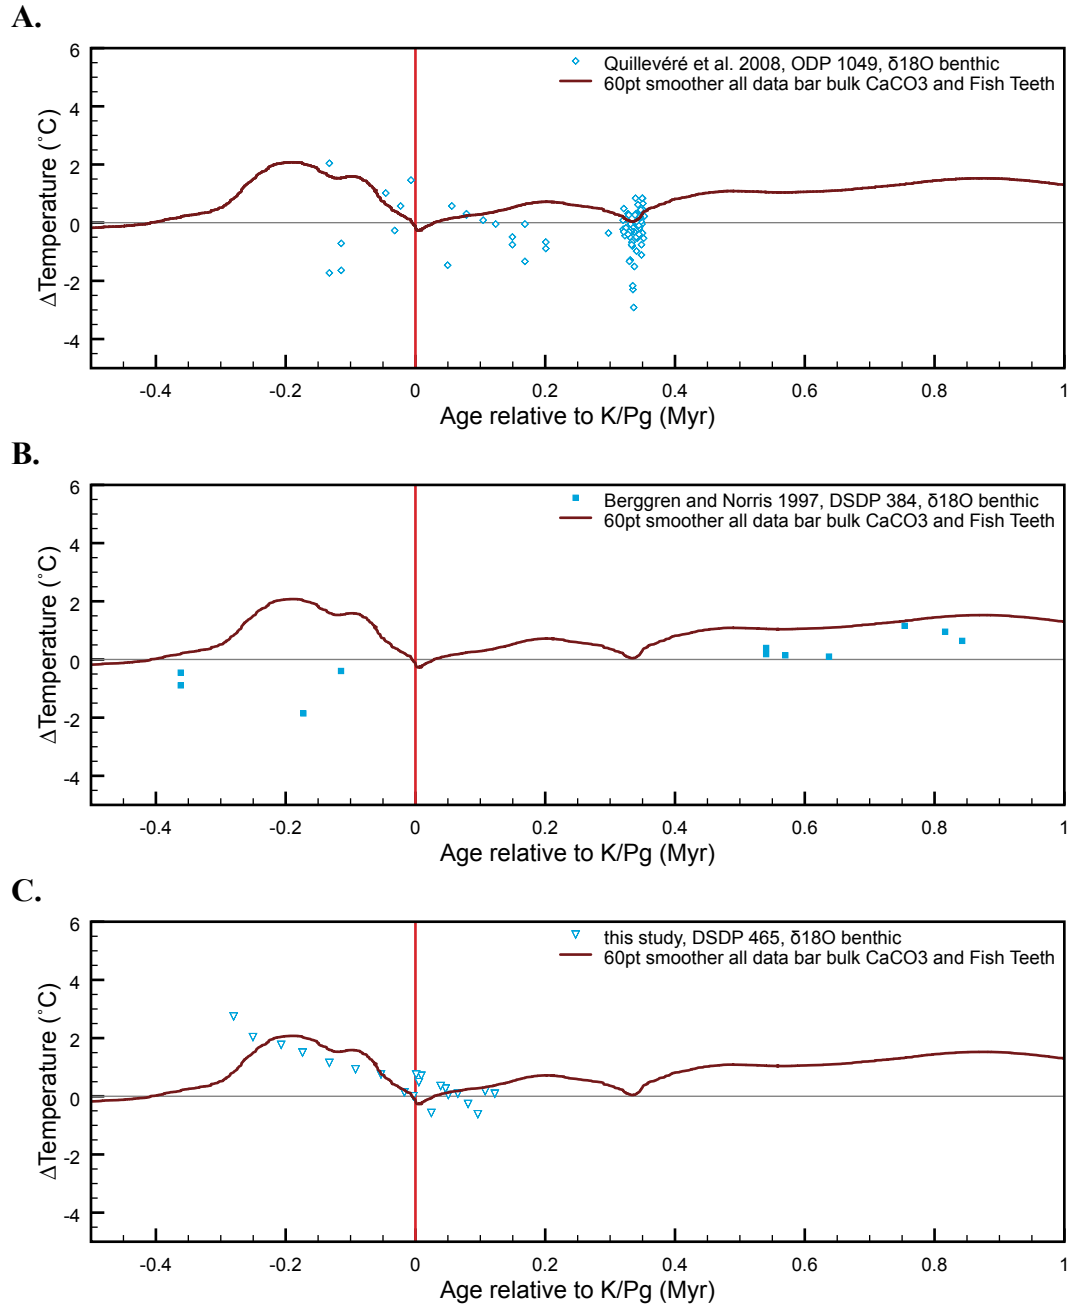 A.
6
4
2
0
-2
-4
ΔTemperature (˚C)
Quillevéré et al. 2008, ODP 1049, δ18O benthic
60pt smoother all data bar bulk CaCO3 and Fish Teeth
-0.4 -0.2 0 0.2 0.4 0.6 0.8 1
Age relative to K/Pg (Myr)
B.
6
4
2
0
-2
-4
ΔTemperature (˚C)
Berggren and Norris 1997, DSDP 384, δ18O benthic
60pt smoother all data bar bulk CaCO3 and Fish Teeth
-0.4 -0.2 0 0.2 0.4 0.6 0.8 1
Age relative to K/Pg (Myr)
C.
6
4
2
0
-2
-4
ΔTemperature (˚C)
this study, DSDP 465, δ18O benthic
60pt smoother all data bar bulk CaCO3 and Fish Teeth
-0.4 -0.2 0 0.2 0.4 0.6 0.8 1
Age relative to K/Pg (Myr)